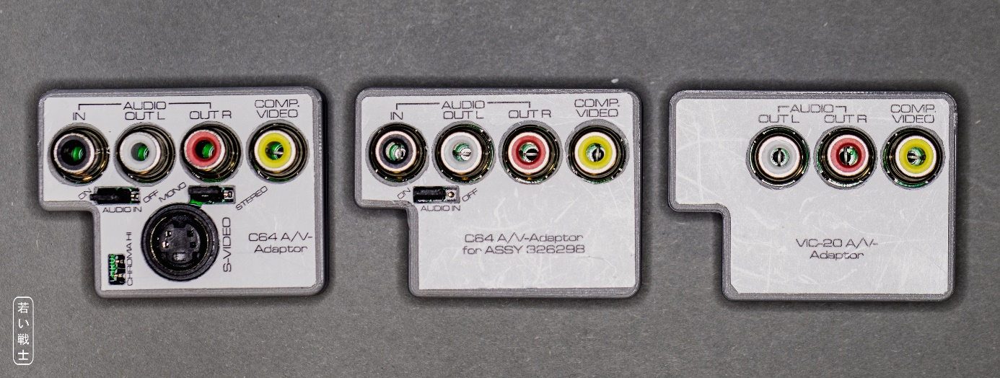 AUDIO
COMP.
IN OUT L OUT R VIDEO
ON OFF MONO STEREO
AUDIO IN
CHROMA HI
S-VIDEO
C64 A/V-
Adaptor
AUDIO
COMP.
IN OUT L OUT R VIDEO
ON OFF
AUDIO IN
C64 A/V-Adaptor
for ASSY 326298
AUDIO
COMP.
OUT L OUT R VIDEO
VIC-20 A/V-
Adaptor
若い戦士